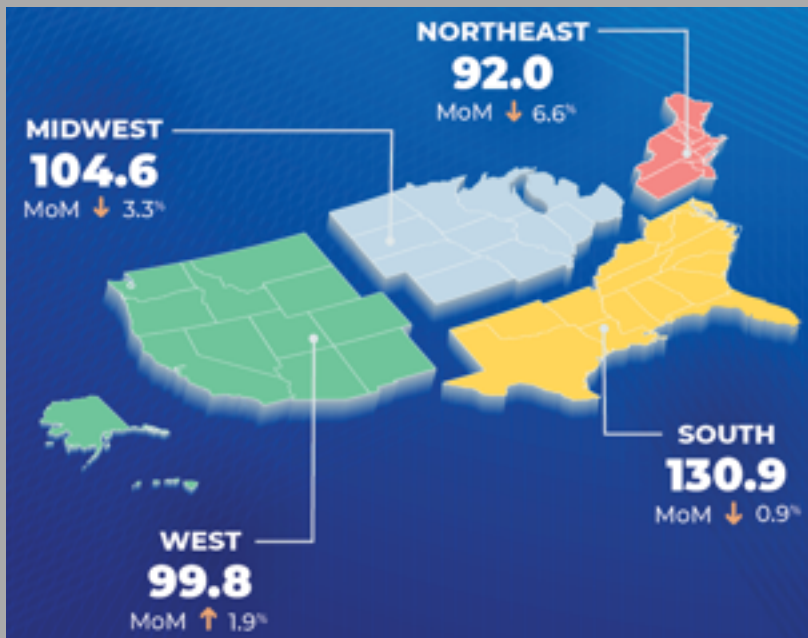 NORTHEAST
92.0
MoM ↓ 6.6%
MIDWEST
104.6
MoM ↓ 3.3%
SOUTH
130.9
MoM ↓ 0.9%
WEST
99.8
MoM ↑ 1.9%